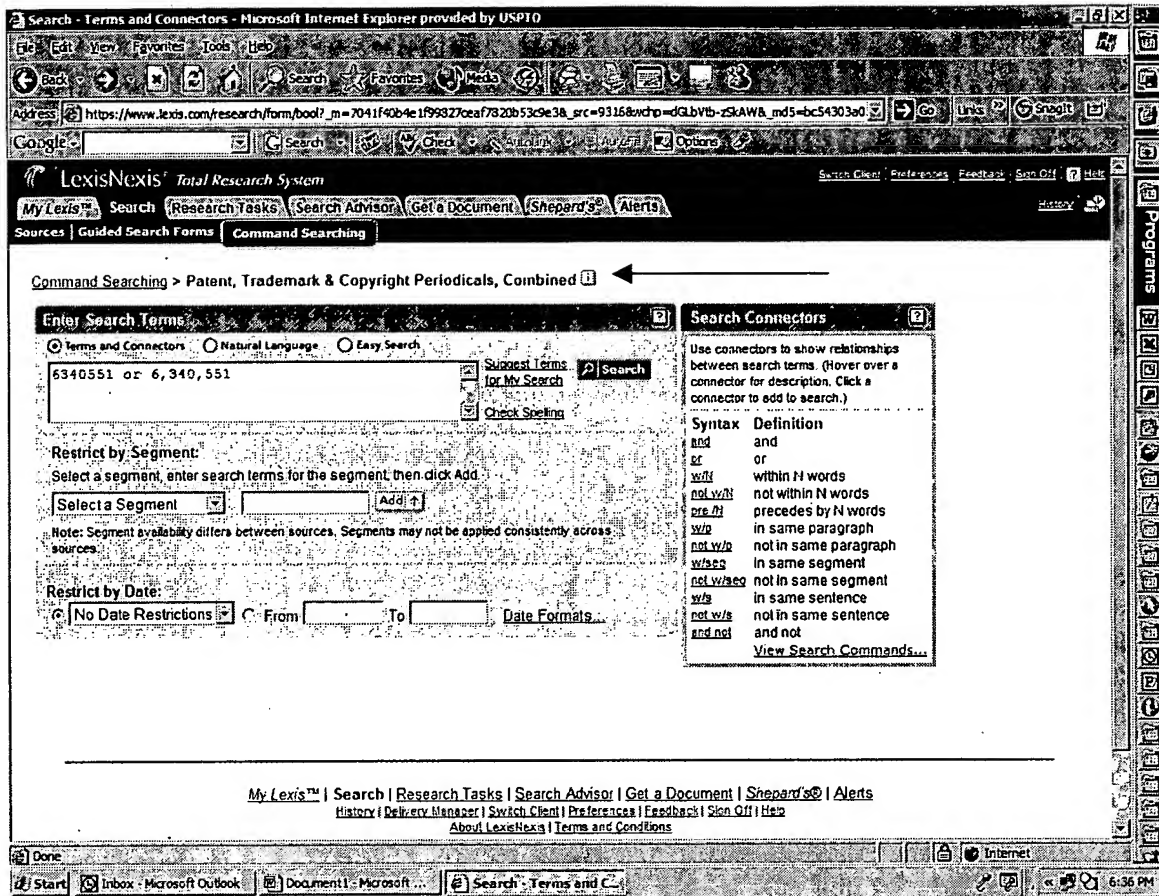 Search - Terms and Connectors - Microsoft Internet Explorer provided by USPTO
File Edit View Favorites Tools Help
Back Search Favorites Media
Address https://www.lexis.com/research/form/bool?_m=7041f40b4e1f99327ceaf7820b53c9e3&_src=9316&wchp=dGLbVtb-zSkAW&_md5=bc54303a0 Go Links SnagIt
Google Search Check AutoLink AutoFill Options
LexisNexis® Total Research System
Switch Client | Preferences | Feedback | Sign Off | ? Help
My Lexis™ Search Research Tasks Search Advisor Get a Document Shepard's® Alerts
History
Sources | Guided Search Forms | Command Searching
Command Searching > Patent, Trademark & Copyright Periodicals, Combined i
Enter Search Terms ?
Terms and Connectors Natural Language Easy Search
6340551 or 6,340,551
Suggest Terms for My Search
Search
Check Spelling
Restrict by Segment:
Select a segment, enter search terms for the segment, then click Add.
Select a Segment Add ↑
Note: Segment availability differs between sources. Segments may not be applied consistently across
sources.
Restrict by Date:
No Date Restrictions From To Date Formats...
Search Connectors ?
Use connectors to show relationships
between search terms. (Hover over a
connector for description. Click a
connector to add to search.)
Syntax Definition
and and
or or
w/N within N words
not w/N not within N words
pre /N precedes by N words
w/p in same paragraph
not w/p not in same paragraph
w/seg in same segment
not w/seg not in same segment
w/s in same sentence
not w/s not in same sentence
and not and not
View Search Commands...
My Lexis™ | Search | Research Tasks | Search Advisor | Get a Document | Shepard's® | Alerts
History | Delivery Manager | Switch Client | Preferences | Feedback | Sign Off | Help
About LexisNexis | Terms and Conditions
Done Internet
Start Inbox - Microsoft Outlook Document1 - Microsoft ... Search - Terms and C... 6:36 PM
Programs